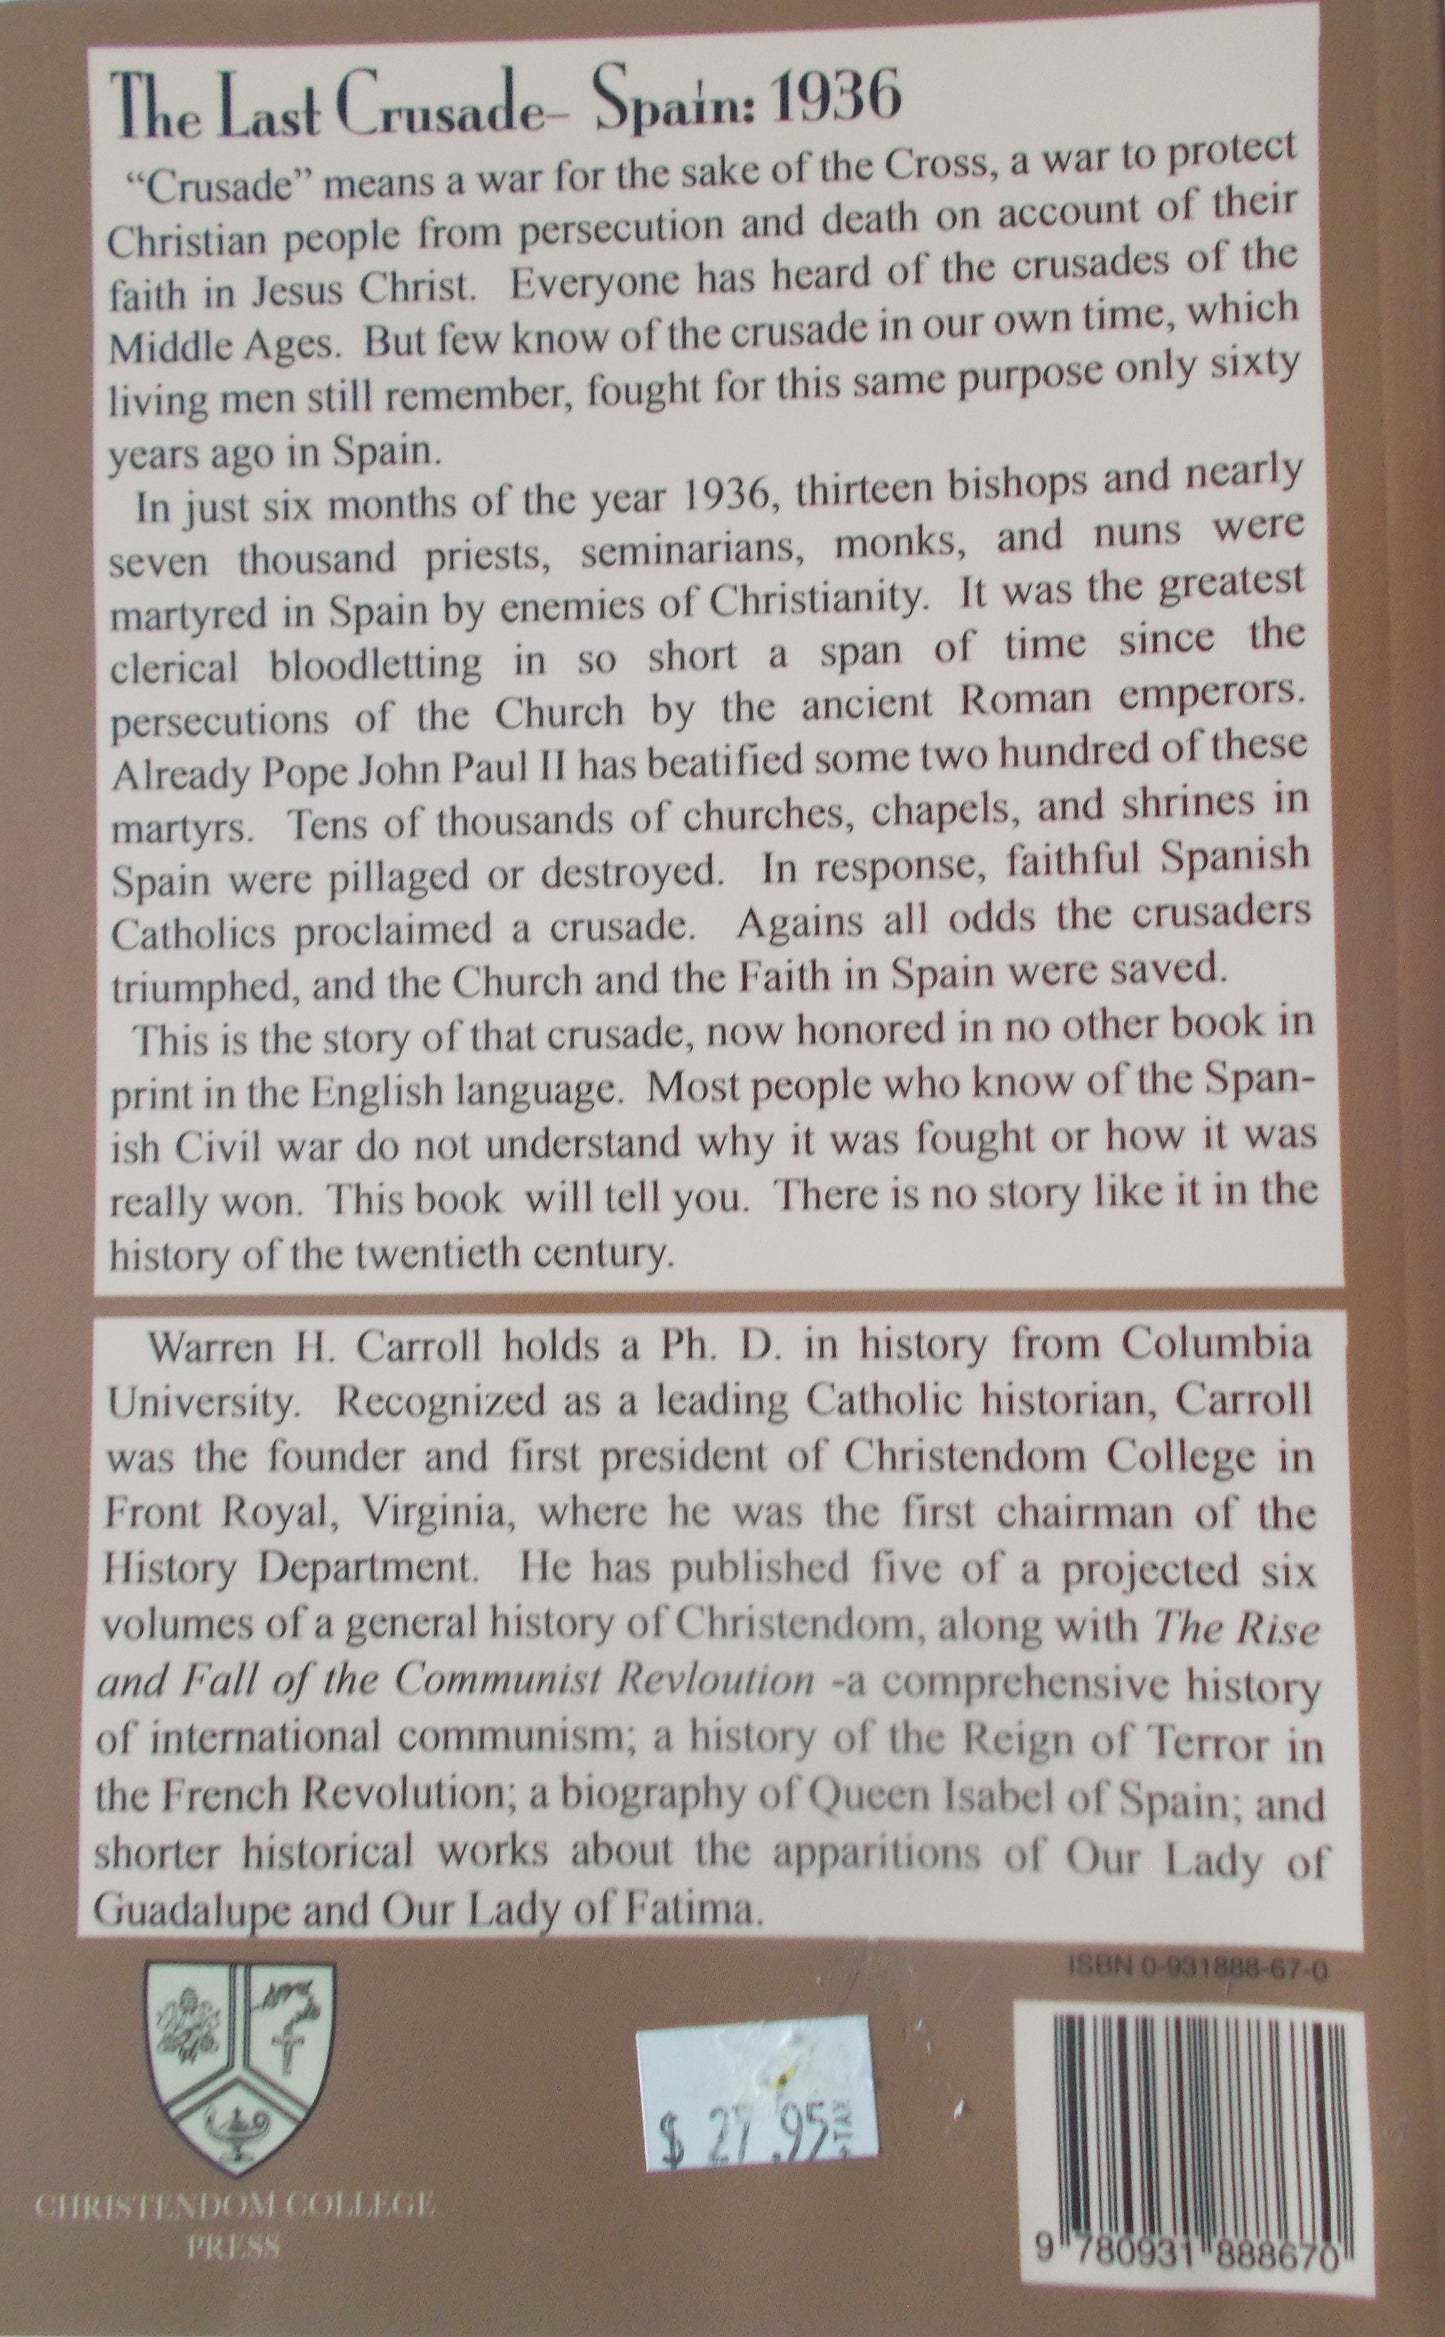 The Last Crusade- Spain: 1936
“Crusade” means a war for the sake of the Cross, a war to protect
Christian people from persecution and death on account of their
faith in Jesus Christ. Everyone has heard of the crusades of the
Middle Ages. But few know of the crusade in our own time, which
living men still remember, fought for this same purpose only sixty
years ago in Spain.
In just six months of the year 1936, thirteen bishops and nearly
seven thousand priests, seminarians, monks, and nuns were
martyred in Spain by enemies of Christianity. It was the greatest
clerical bloodletting in so short a span of time since the
persecutions of the Church by the ancient Roman emperors.
Already Pope John Paul II has beatified some two hundred of these
martyrs. Tens of thousands of churches, chapels, and shrines in
Spain were pillaged or destroyed. In response, faithful Spanish
Catholics proclaimed a crusade. Agains all odds the crusaders
triumphed, and the Church and the Faith in Spain were saved.
This is the story of that crusade, now honored in no other book in
print in the English language. Most people who know of the Span-
ish Civil war do not understand why it was fought or how it was
really won. This book will tell you. There is no story like it in the
history of the twentieth century.
Warren H. Carroll holds a Ph. D. in history from Columbia
University. Recognized as a leading Catholic historian, Carroll
was the founder and first president of Christendom College in
Front Royal, Virginia, where he was the first chairman of the
History Department. He has published five of a projected six
volumes of a general history of Christendom, along with The Rise
and Fall of the Communist Revloution -a comprehensive history
of international communism; a history of the Reign of Terror in
the French Revolution; a biography of Queen Isabel of Spain; and
shorter historical works about the apparitions of Our Lady of
Guadalupe and Our Lady of Fatima.
CHRISTENDOM COLLEGE
PRESS
$ 27.95 +TAX
ISBN 0-931888-67-0
9 780931 888670